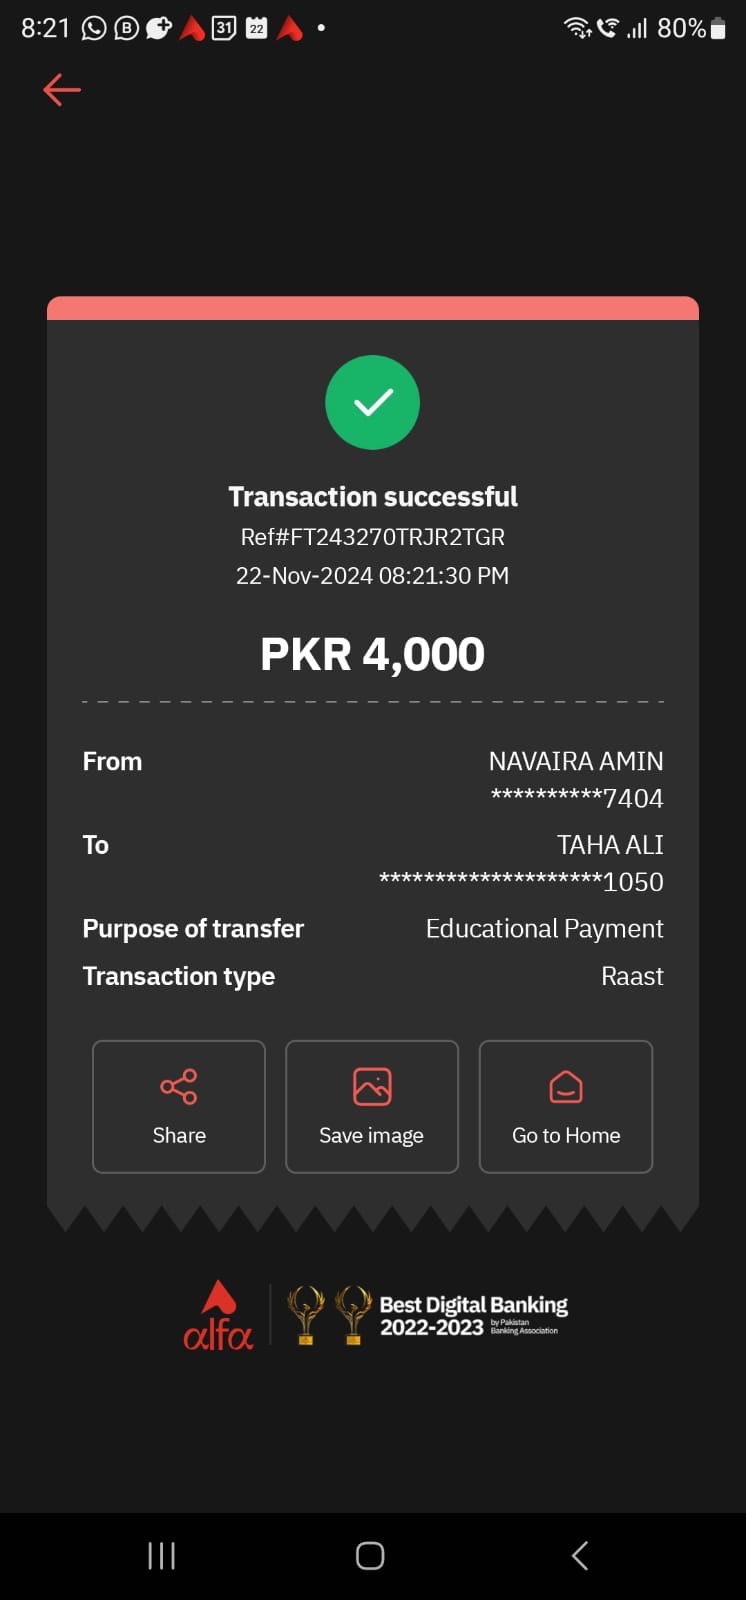 8:21 31 22 80%
Transaction successful
Ref#FT243270TRJR2TGR
22-Nov-2024 08:21:30 PM
PKR 4,000
From NAVAIRA AMIN
**********7404
To TAHA ALI
********************1050
Purpose of transfer Educational Payment
Transaction type Raast
Share Save image Go to Home
alfa Best Digital Banking
2022-2023 by Pakistan
Banking Association